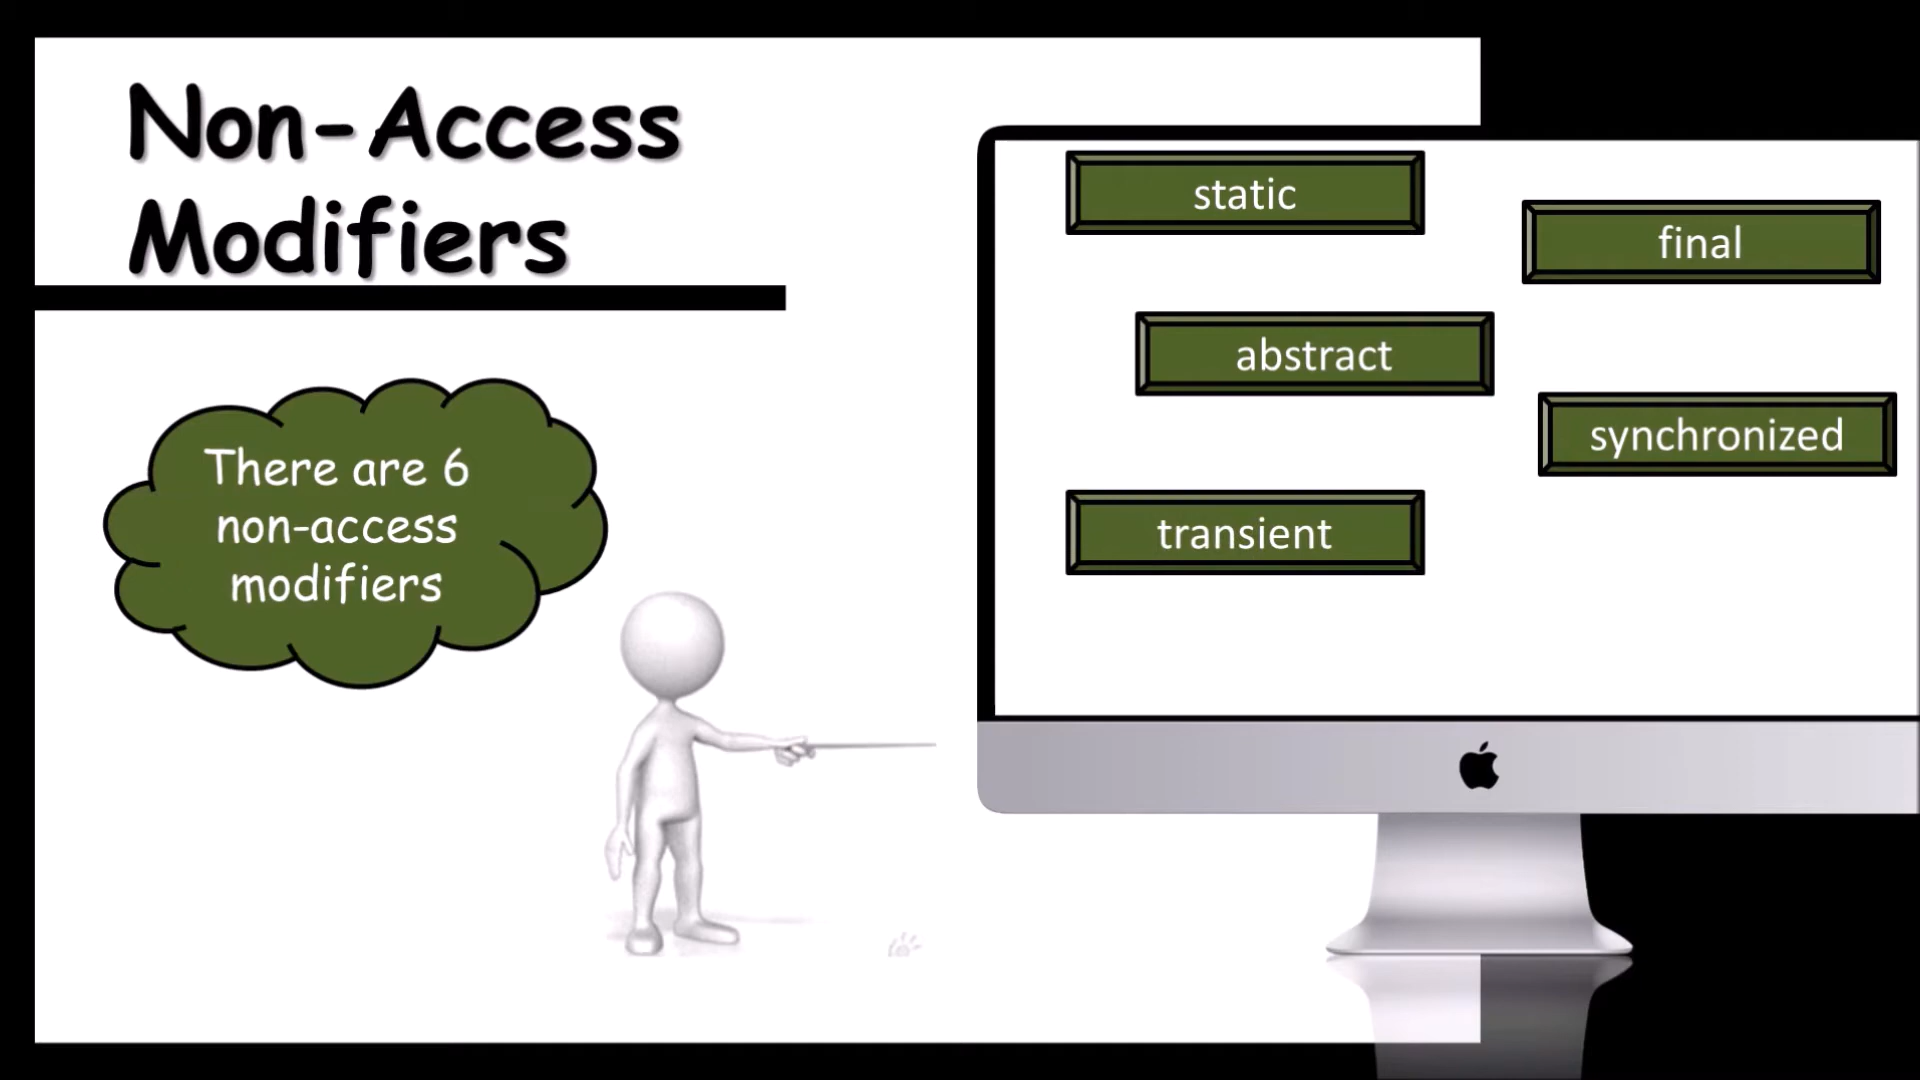 Non-Access
Modifiers
There are 6
non-access
modifiers
static
final
abstract
synchronized
transient